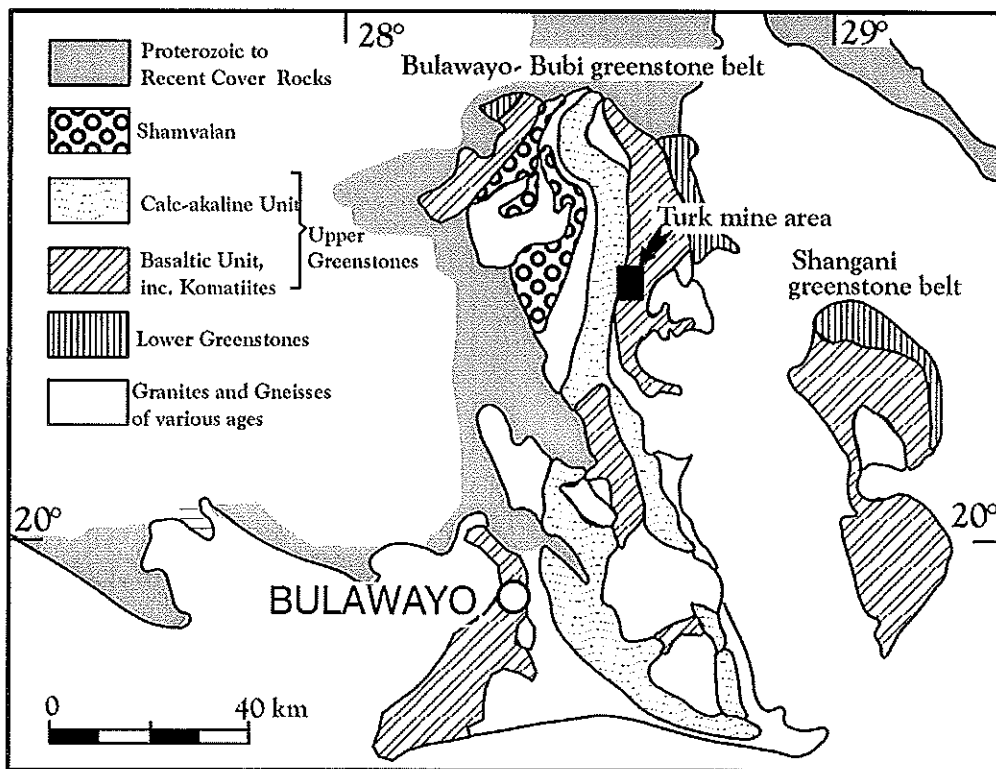 28°
29°
Proterozoic to
Recent Cover Rocks
Bulawayo- Bubi greenstone belt
Shamvalan
Calc-akaline Unit
Upper
Greenstones
Basaltic Unit,
inc. Komatiites
Lower Greenstones
Granites and Gneisses
of various ages
Turk mine area
Shangani
greenstone belt
20°
20°
BULAWAYO
0
40 km